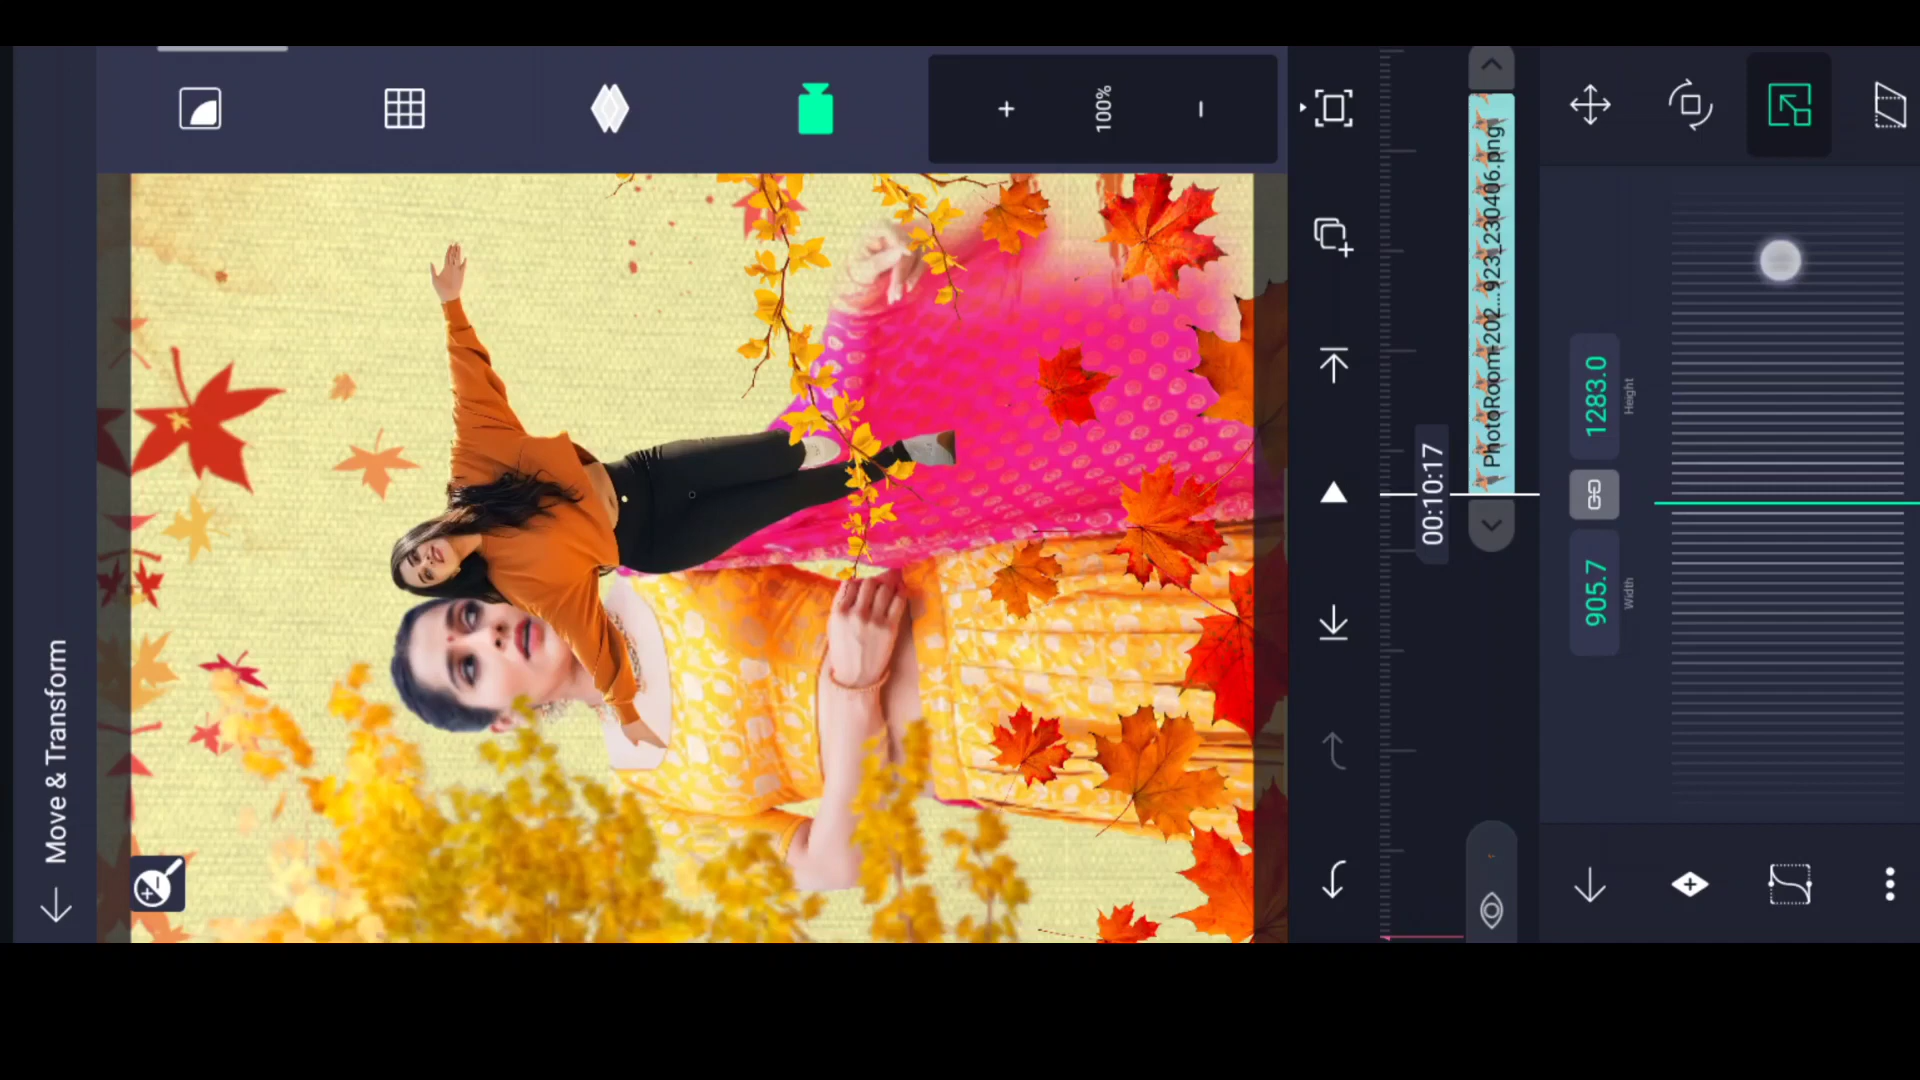 Move & Transform
100%
00:10:17
PhotoRoom-202...923_230406.png
905.7
Width
1283.0
Height